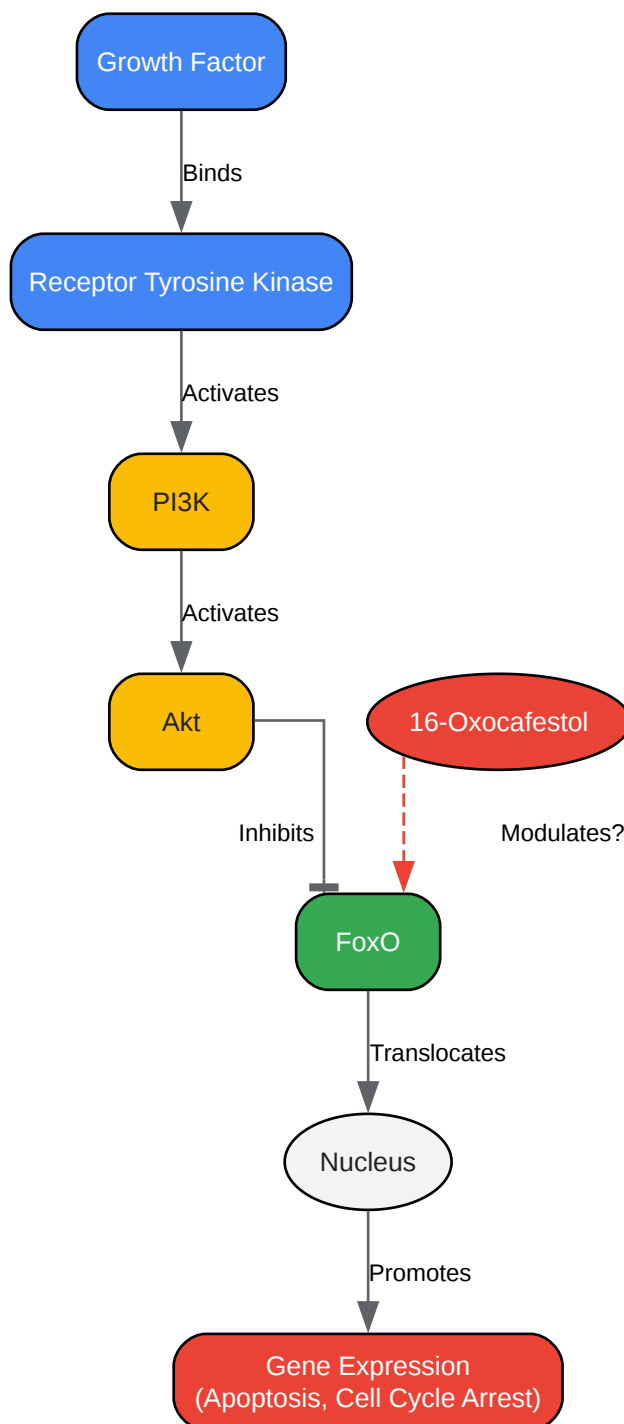 Growth Factor
Binds
Receptor Tyrosine Kinase
Activates
PI3K
Activates
Akt
16-Oxocafestol
Inhibits
Modulates?
FoxO
Translocates
Nucleus
Promotes
Gene Expression
(Apoptosis, Cell Cycle Arrest)